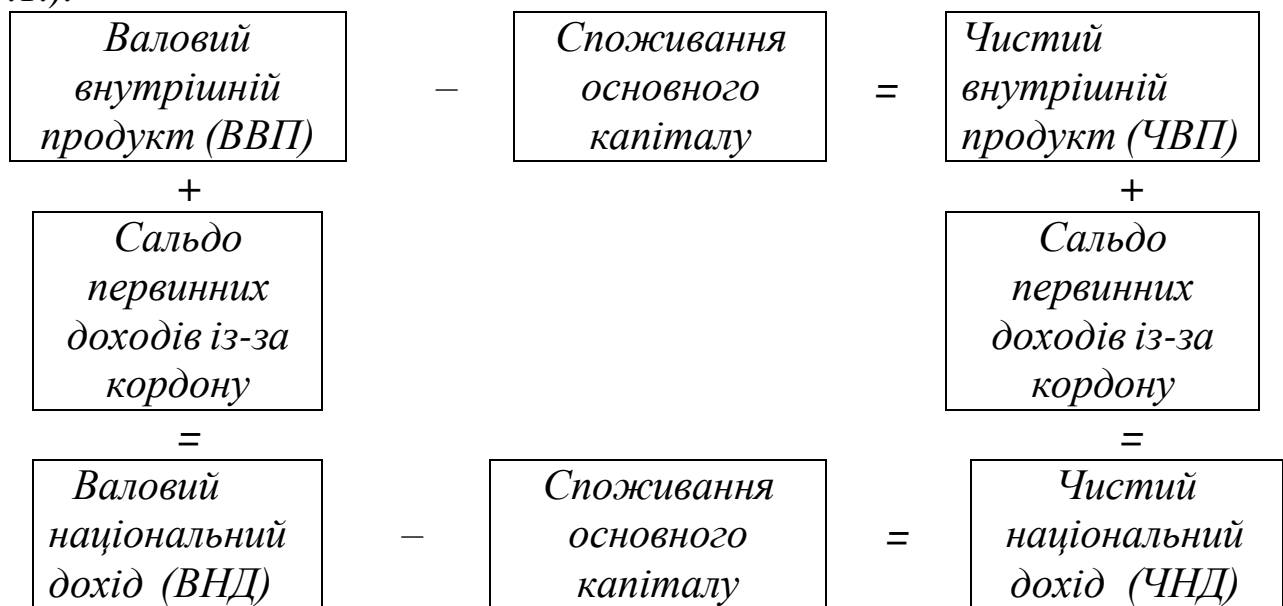 Валовий
внутрішній
продукт (ВВП)
–
Споживання
основного
капіталу
=
Чистий
внутрішній
продукт (ЧВП)
+
+
Сальдо
первинних
доходів із-за
кордону
Сальдо
первинних
доходів із-за
кордону
=
=
Валовий
національний
дохід (ВНД)
–
Споживання
основного
капіталу
=
Чистий
національний
дохід (ЧНД)